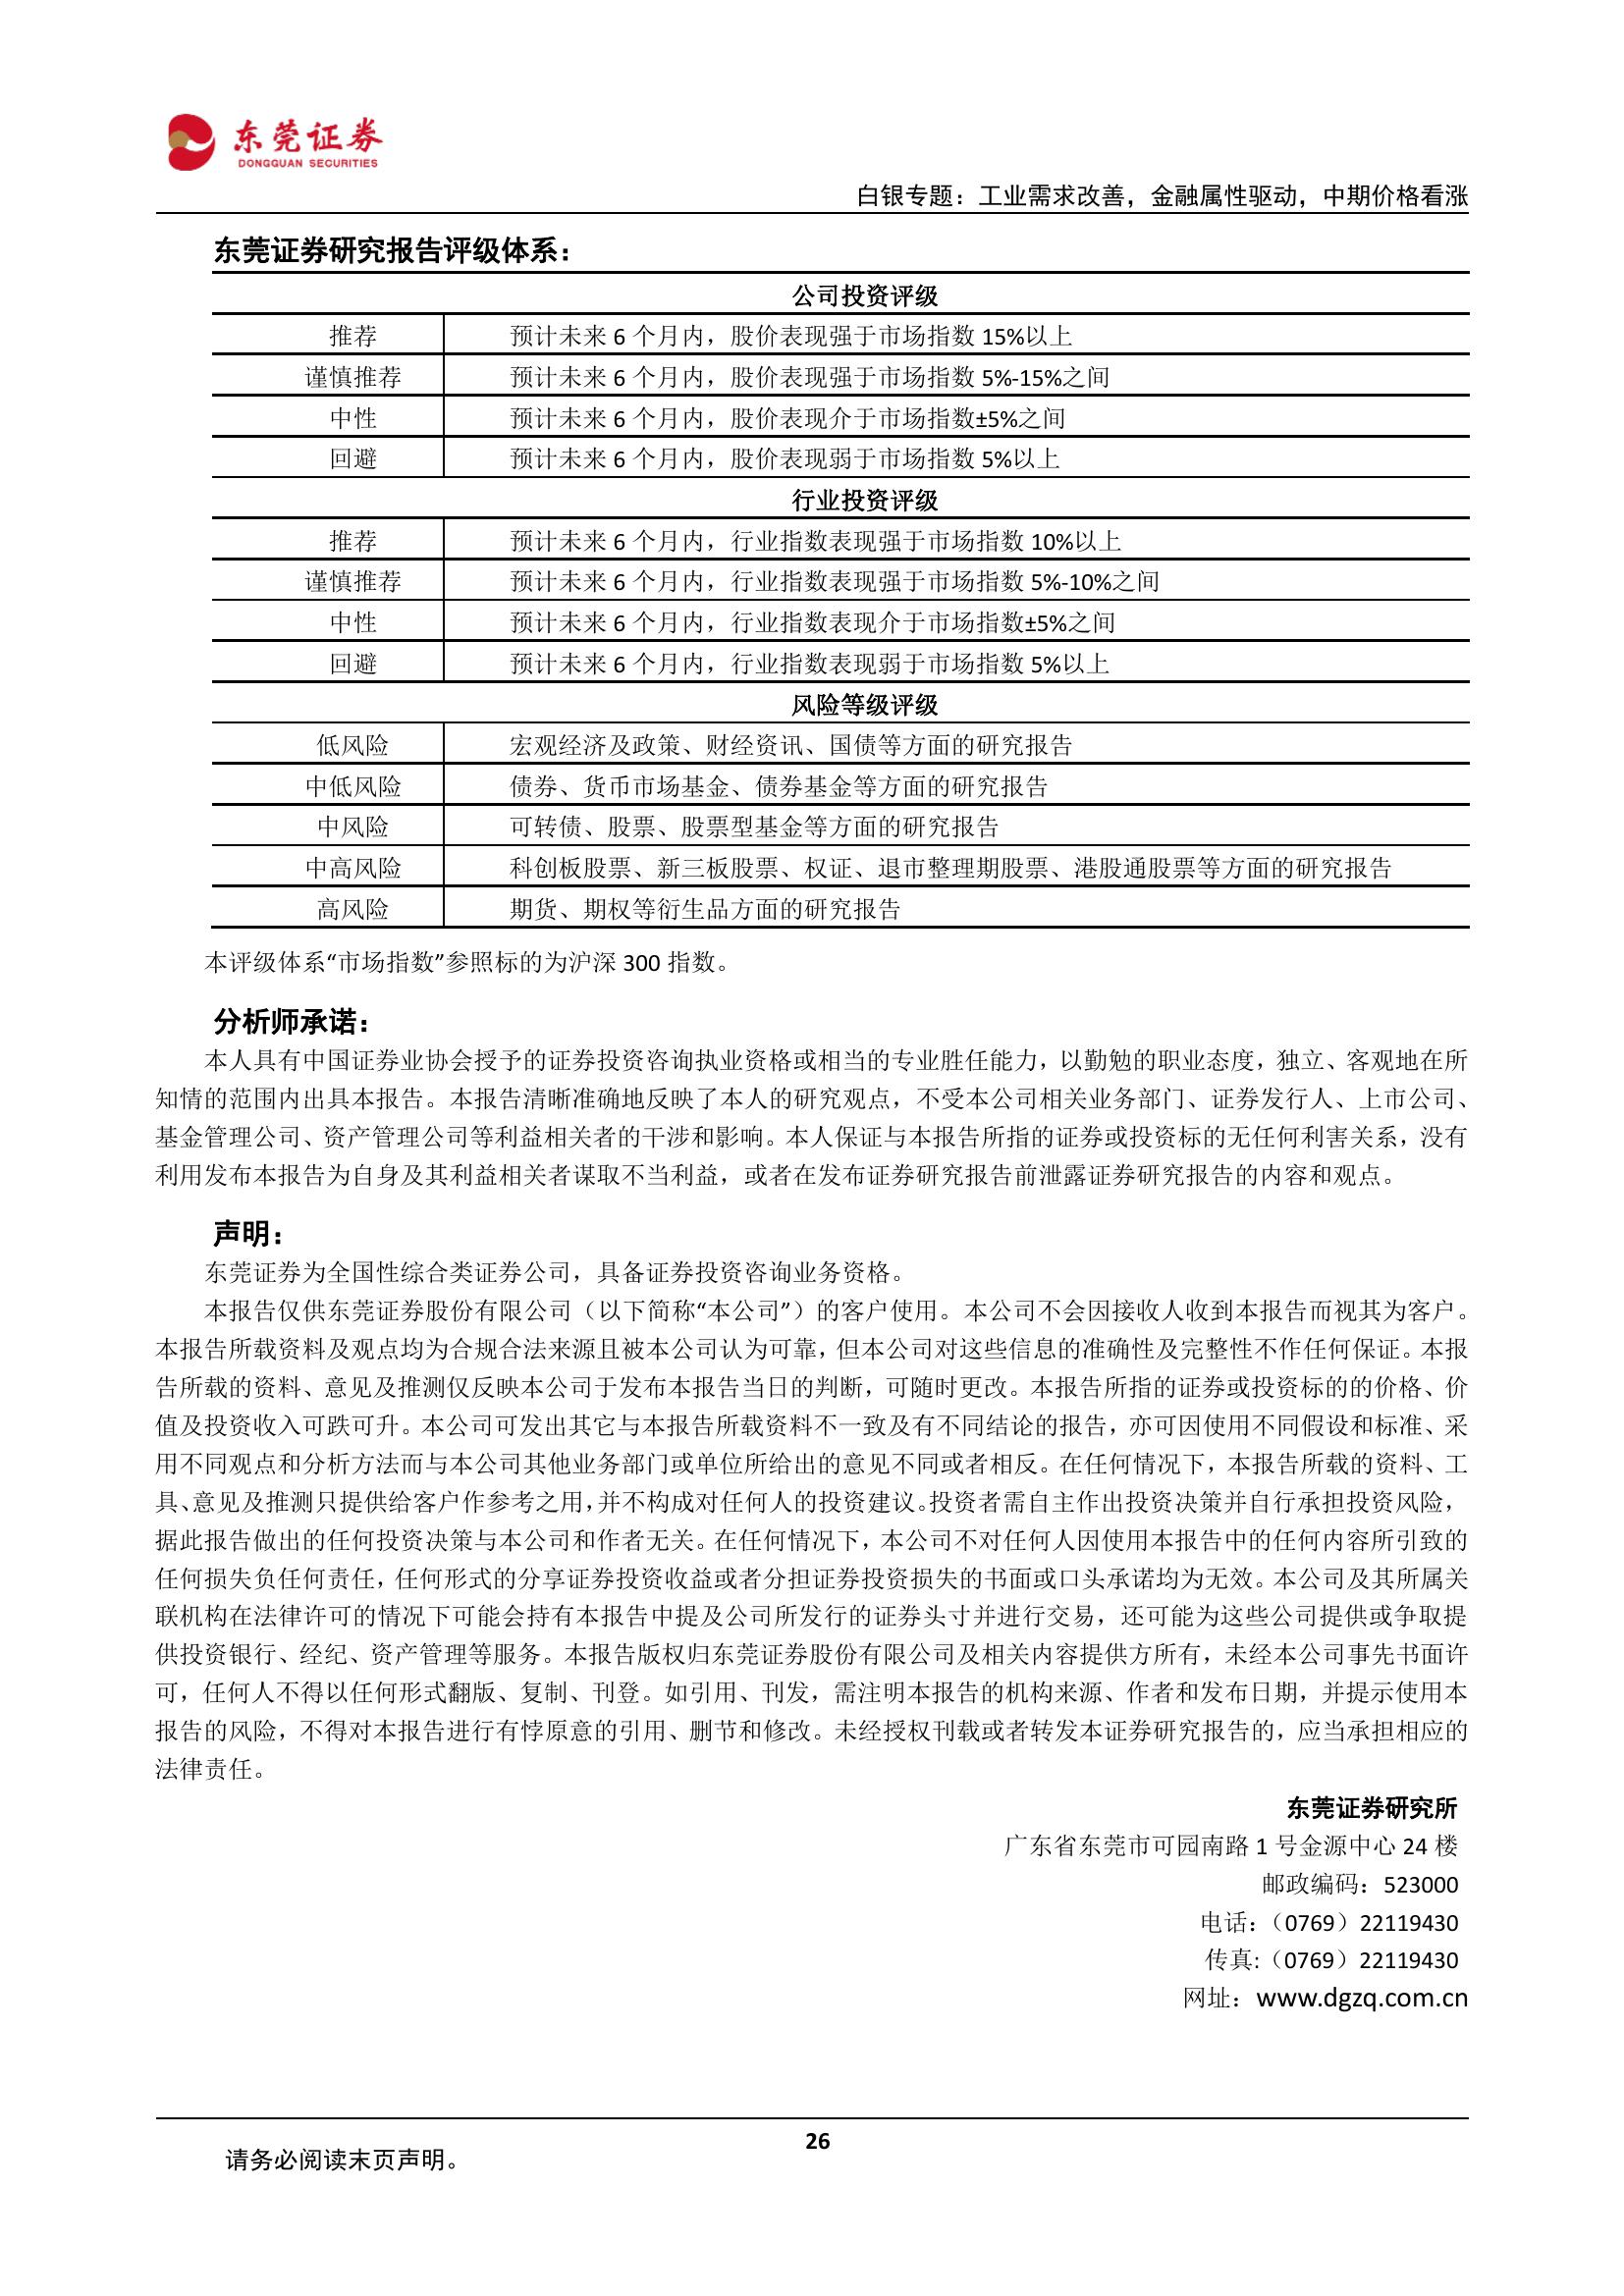 东莞证券
DONGGUAN SECURITIES
白银专题：工业需求改善，金融属性驱动，中期价格看涨
东莞证券研究报告评级体系：
公司投资评级
推荐 预计未来 6 个月内，股价表现强于市场指数 15%以上
谨慎推荐 预计未来 6 个月内，股价表现强于市场指数 5%-15%之间
中性 预计未来 6 个月内，股价表现介于市场指数±5%之间
回避 预计未来 6 个月内，股价表现弱于市场指数 5%以上
行业投资评级
推荐 预计未来 6 个月内，行业指数表现强于市场指数 10%以上
谨慎推荐 预计未来 6 个月内，行业指数表现强于市场指数 5%-10%之间
中性 预计未来 6 个月内，行业指数表现介于市场指数±5%之间
回避 预计未来 6 个月内，行业指数表现弱于市场指数 5%以上
风险等级评级
低风险 宏观经济及政策、财经资讯、国债等方面的研究报告
中低风险 债券、货币市场基金、债券基金等方面的研究报告
中风险 可转债、股票、股票型基金等方面的研究报告
中高风险 科创板股票、新三板股票、权证、退市整理期股票、港股通股票等方面的研究报告
高风险 期货、期权等衍生品方面的研究报告
本评级体系“市场指数”参照标的为沪深 300 指数。
分析师承诺：
本人具有中国证券业协会授予的证券投资咨询执业资格或相当的专业胜任能力，以勤勉的职业态度，独立、客观地在所
知情的范围内出具本报告。本报告清晰准确地反映了本人的研究观点，不受本公司相关业务部门、证券发行人、上市公司、
基金管理公司、资产管理公司等利益相关者的干涉和影响。本人保证与本报告所指的证券或投资标的无任何利害关系，没有
利用发布本报告为自身及其利益相关者谋取不当利益，或者在发布证券研究报告前泄露证券研究报告的内容和观点。
声明：
东莞证券为全国性综合类证券公司，具备证券投资咨询业务资格。
本报告仅供东莞证券股份有限公司（以下简称“本公司”）的客户使用。本公司不会因接收人收到本报告而视其为客户。
本报告所载资料及观点均为合规合法来源且被本公司认为可靠，但本公司对这些信息的准确性及完整性不作任何保证。本报
告所载的资料、意见及推测仅反映本公司于发布本报告当日的判断，可随时更改。本报告所指的证券或投资标的的价格、价
值及投资收入可跌可升。本公司可发出其它与本报告所载资料不一致及有不同结论的报告，亦可因使用不同假设和标准、采
用不同观点和分析方法而与本公司其他业务部门或单位所给出的意见不同或者相反。在任何情况下，本报告所载的资料、工
具、意见及推测只提供给客户作参考之用，并不构成对任何人的投资建议。投资者需自主作出投资决策并自行承担投资风险，
据此报告做出的任何投资决策与本公司和作者无关。在任何情况下，本公司不对任何人因使用本报告中的任何内容所引致的
任何损失负任何责任，任何形式的分享证券投资收益或者分担证券投资损失的书面或口头承诺均为无效。本公司及其所属关
联机构在法律许可的情况下可能会持有本报告中提及公司所发行的证券头寸并进行交易，还可能为这些公司提供或争取提
供投资银行、经纪、资产管理等服务。本报告版权归东莞证券股份有限公司及相关内容提供方所有，未经本公司事先书面许
可，任何人不得以任何形式翻版、复制、刊登。如引用、刊发，需注明本报告的机构来源、作者和发布日期，并提示使用本
报告的风险，不得对本报告进行有悖原意的引用、删节和修改。未经授权刊载或者转发本证券研究报告的，应当承担相应的
法律责任。
东莞证券研究所
广东省东莞市可园南路 1 号金源中心 24 楼
邮政编码：523000
电话：（0769）22119430
传真:（0769）22119430
网址：www.dgzq.com.cn
26
请务必阅读末页声明。